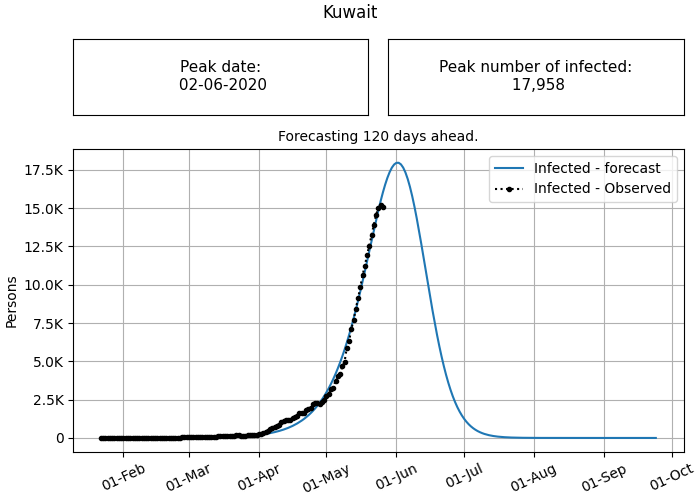 Kuwait
Peak date:
02-06-2020
Peak number of infected:
17,958
Forecasting 120 days ahead.
Infected - forecast
Infected - Observed
Persons
17.5K
15.0K
12.5K
10.0K
7.5K
5.0K
2.5K
0
01-Feb
01-Mar
01-Apr
01-May
01-Jun
01-Jul
01-Aug
01-Sep
01-Oct